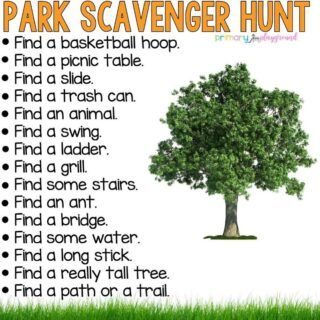 PARK SCAVENGER HUNT
primary playground
• Find a basketball hoop.
• Find a picnic table.
• Find a slide.
• Find a trash can.
• Find an animal.
• Find a swing.
• Find a ladder.
• Find a grill.
• Find some stairs.
• Find an ant.
• Find a bridge.
• Find some water.
• Find a long stick.
• Find a really tall tree.
• Find a path or a trail.